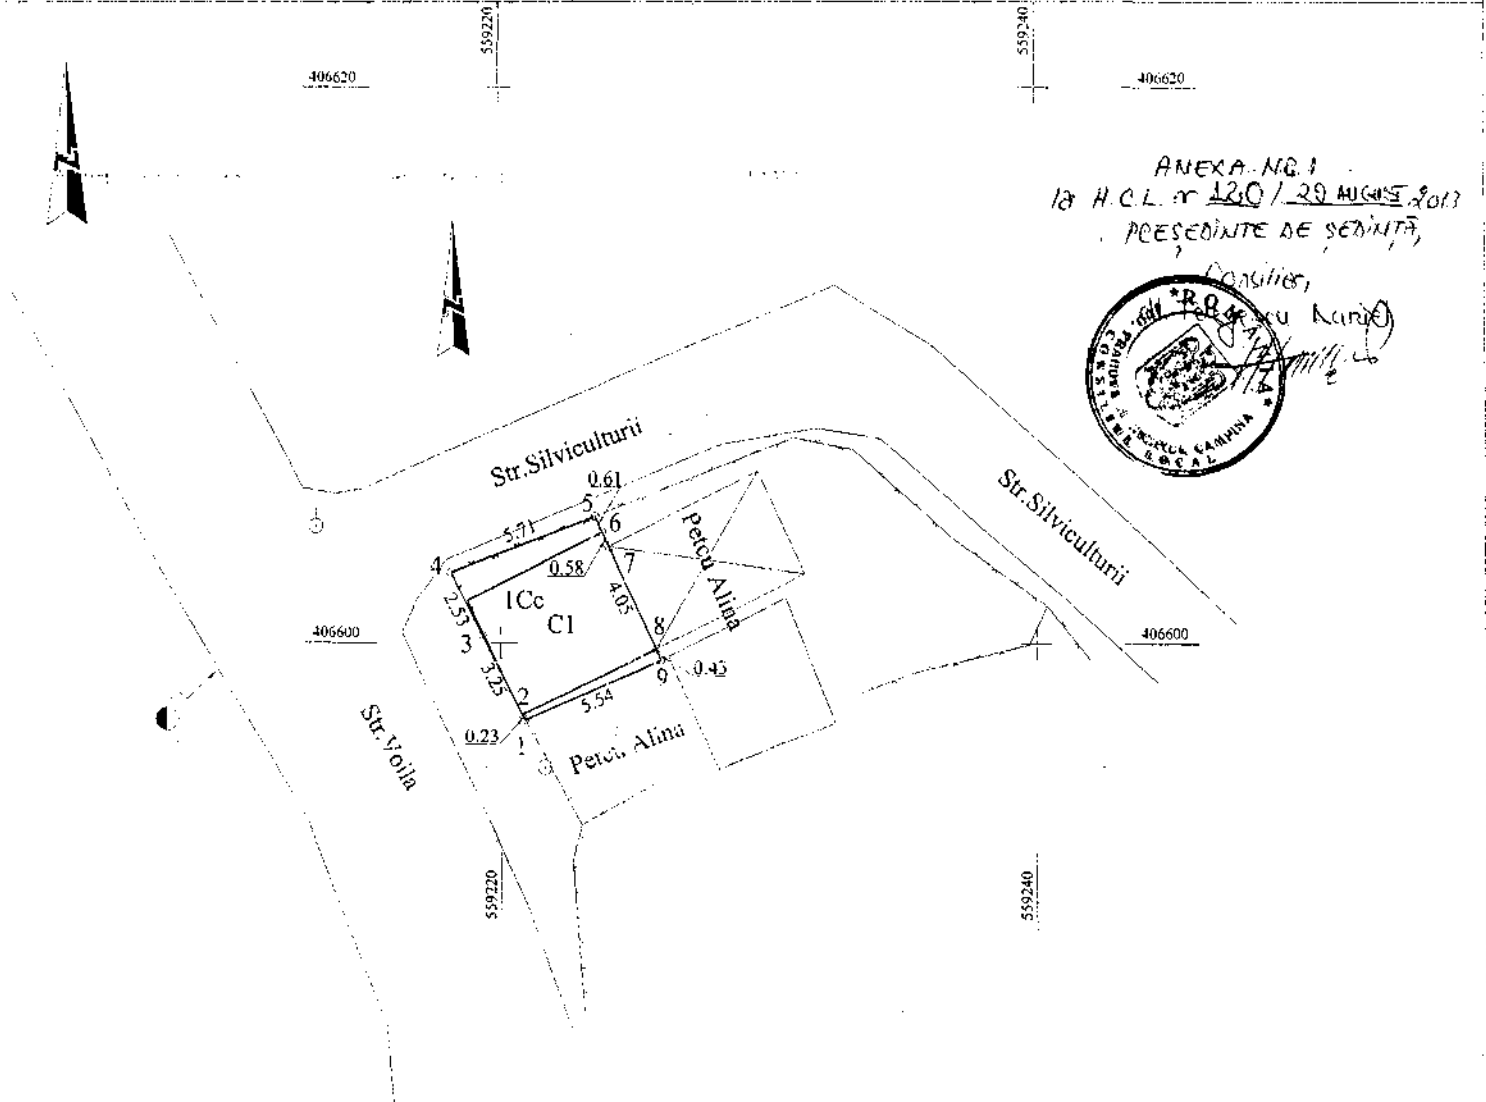 559220
559240
406620
406620
ANEXA NR.1
la H.C.L. nr 120 / 29 AUGUST 2013
PREȘEDINTE DE ȘEDINȚĂ,
Consilier,
* ROMANIA *
CONSILIUL LOCAL
CAMPINA
Str.Silviculturii
Str.Silviculturii
0.61
5
6
5.71
4
0.58
7
Petcu Alina
2.53
1Cc
C1
4.05
406600
3
8
406600
3.25
9
0.43
2
5.54
0.23
1
Petcu Alina
Str.Voila
559220
559240